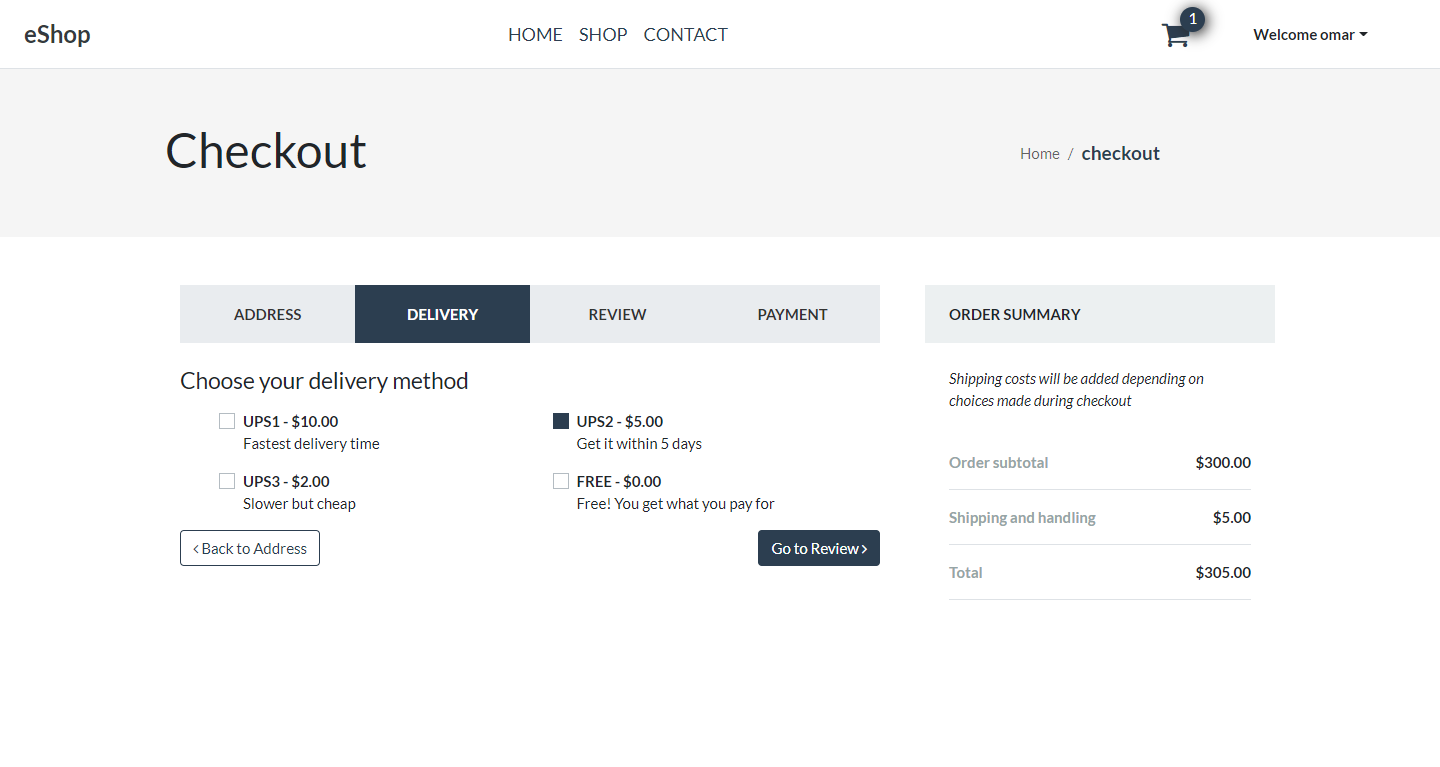 eShop
HOME SHOP CONTACT
1
Welcome omar
Checkout
Home / checkout
ADDRESS DELIVERY REVIEW PAYMENT
Choose your delivery method
UPS1 - $10.00
Fastest delivery time
UPS2 - $5.00
Get it within 5 days
UPS3 - $2.00
Slower but cheap
FREE - $0.00
Free! You get what you pay for
‹ Back to Address
Go to Review ›
ORDER SUMMARY
Shipping costs will be added depending on
choices made during checkout
Order subtotal $300.00
Shipping and handling $5.00
Total $305.00